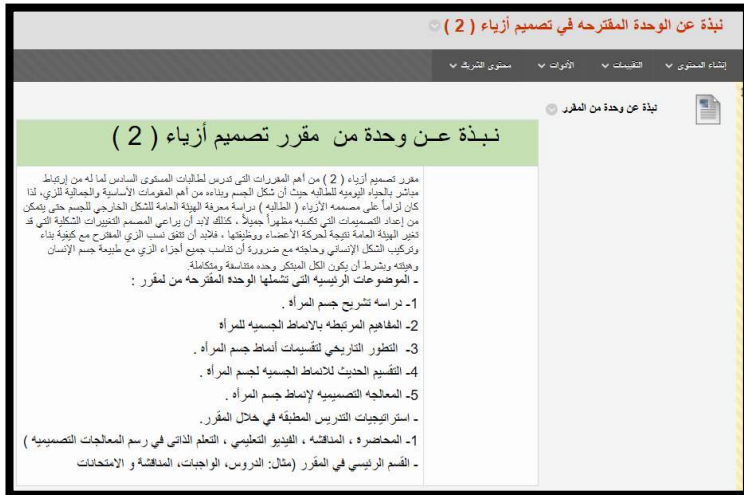 نبذة عن الوحدة المقترحه في تصميم أزياء ( 2 )
إنشاء المحتوى التقييمات الأدوات محتوى الشريك
نبذة عن وحدة من المقرر
نـبـذة عــن وحدة من مقرر تصميم أزياء ( 2 )
مقرر تصميم أزياء ( 2 ) من أهم المقررات التى تدرس لطالبات المستوى السادس لما له من إرتباط
مباشر بالحياه اليوميه للطالبه حيث أن شكل الجسم وبناءه من أهم المقومات الأساسية والجمالية للزي، لذا
كان لزاماً على مصممه الأزياء ( الطالبه ) دراسة معرفة الهيئة العامة للشكل الخارجي للجسم حتى يتمكن
من إعداد التصميمات التي تكسبه مظهراً جميلاً ، كذلك لابد أن يراعي المصمم التغييرات الشكلية التي قد
تغير الهيئة العامة نتيجة لحركة الأعضاء ووظيفتها ، فلابد أن تتفق نسب الزي المقترح مع كيفية بناء
وتركيب الشكل الإنساني وحاجته مع ضرورة أن تناسب جميع أجزاء الزي مع طبيعة جسم الإنسان
وهيئته وبشرط أن يكون الكل المبتكر وحده متناسقة ومتكاملة.
ـ الموضوعات الرئيسيه التى تشملها الوحدة المقترحه من لمقرر :
1- دراسه تشريح جسم المرأه .
2- المفاهيم المرتبطه بالانماط الجسميه للمرأة
3- التطور التاريخي لتقسيمات أنماط جسم المرأه .
4- التقسيم الحديث للانماط الجسميه لجسم المرأه .
5- المعالجه التصميميه لإنماط جسم المرأه .
ـ استراتيجيات التدريس المطبقه في خلال المقرر.
1- المحاضره ، المناقشه ، الفيديو التعليمي ، التعلم الذاتى في رسم المعالجات التصميميه )
ـ القسم الرئيسي في المقرر (مثال: الدروس، الواجبات، المناقشة و الامتحانات